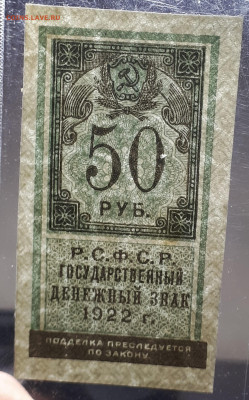 50
РУБ.
Р.С.Ф.С.Р.
ГОСУДАРСТВЕННЫЙ
ДЕНЕЖНЫЙ ЗНАК
1922 г.
ПОДДЕЛКА ПРЕСЛЕДУЕТСЯ
ПО ЗАКОНУ.